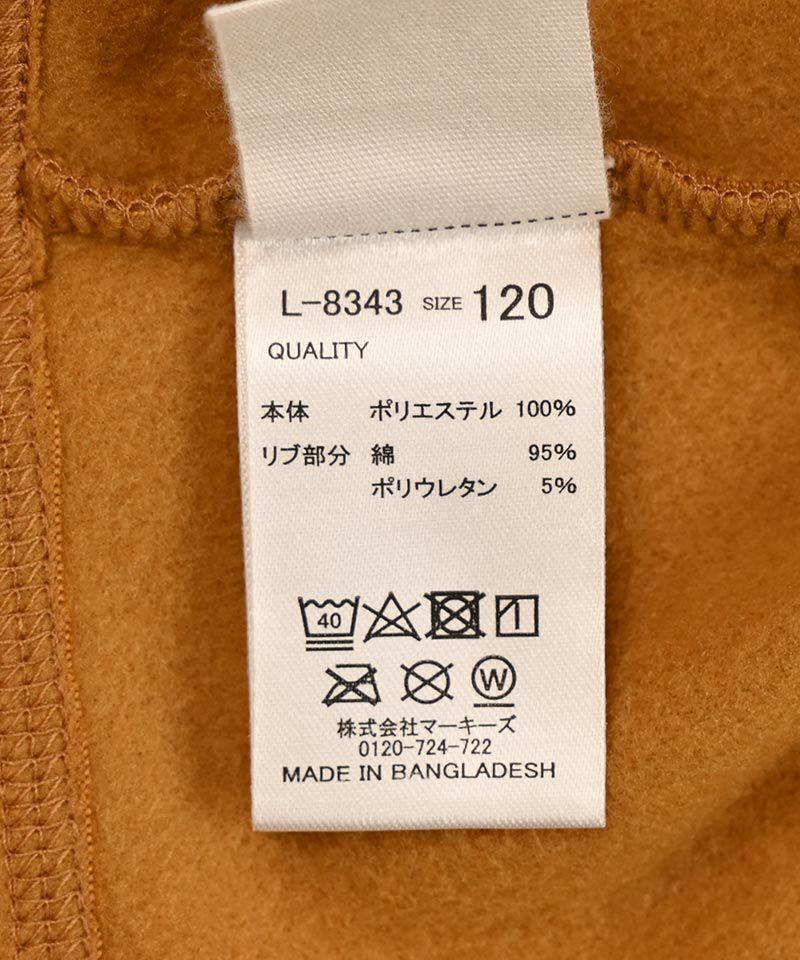 L-8343 SIZE 120
QUALITY
本体 ポリエステル 100%
リブ部分 綿 95%
ポリウレタン 5%
40
W
株式会社マーキーズ
0120-724-722
MADE IN BANGLADESH